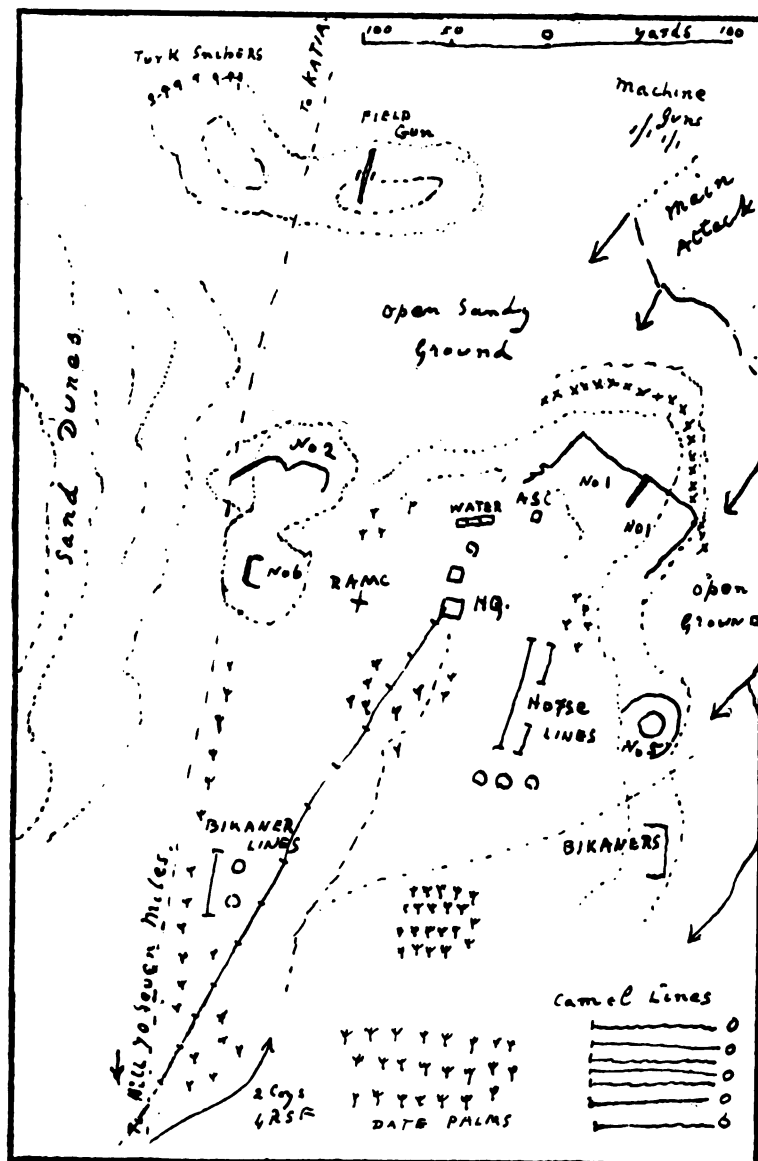 100 50 0 yards 100
Turk Snipers
To KATIA
FIELD
Gun
Machine
Guns
Main
Attack
Open Sandy
Ground
Sand Dunes
No 2
No 1
No 1
WATER
ASC
No 6
RAMC
HQ.
Open
GROUND
Horse
LINES
No 5
BIKANER
LINES
BIKANERS
To Hill 70 Seven Miles
Camel Lines
2 Coys
4 RSF
DATE PALMS